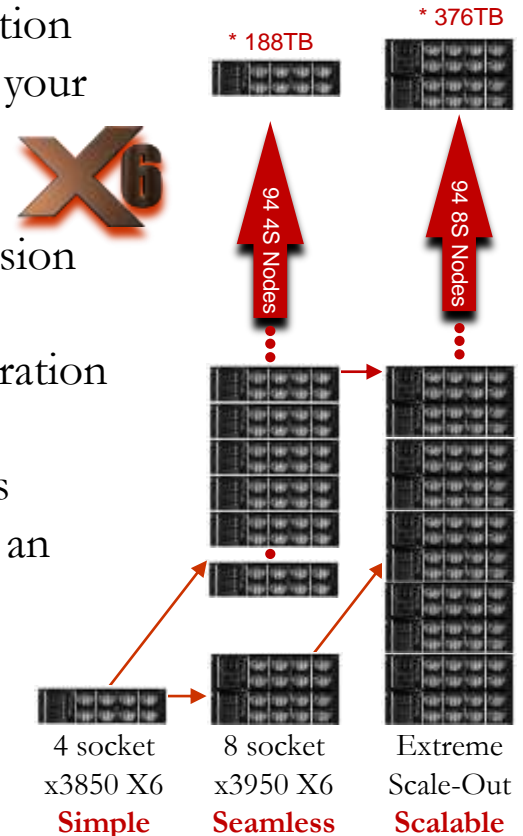 tion
your
X6
sion
ration
s
an
* 188TB
* 376TB
94 4S Nodes
94 8S Nodes
4 socket
x3850 X6
Simple
8 socket
x3950 X6
Seamless
Extreme
Scale-Out
Scalable